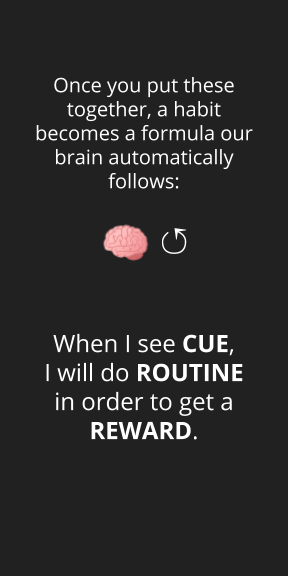 Once you put these
together, a habit
becomes a formula our
brain automatically
follows:
When I see CUE,
I will do ROUTINE
in order to get a
REWARD.